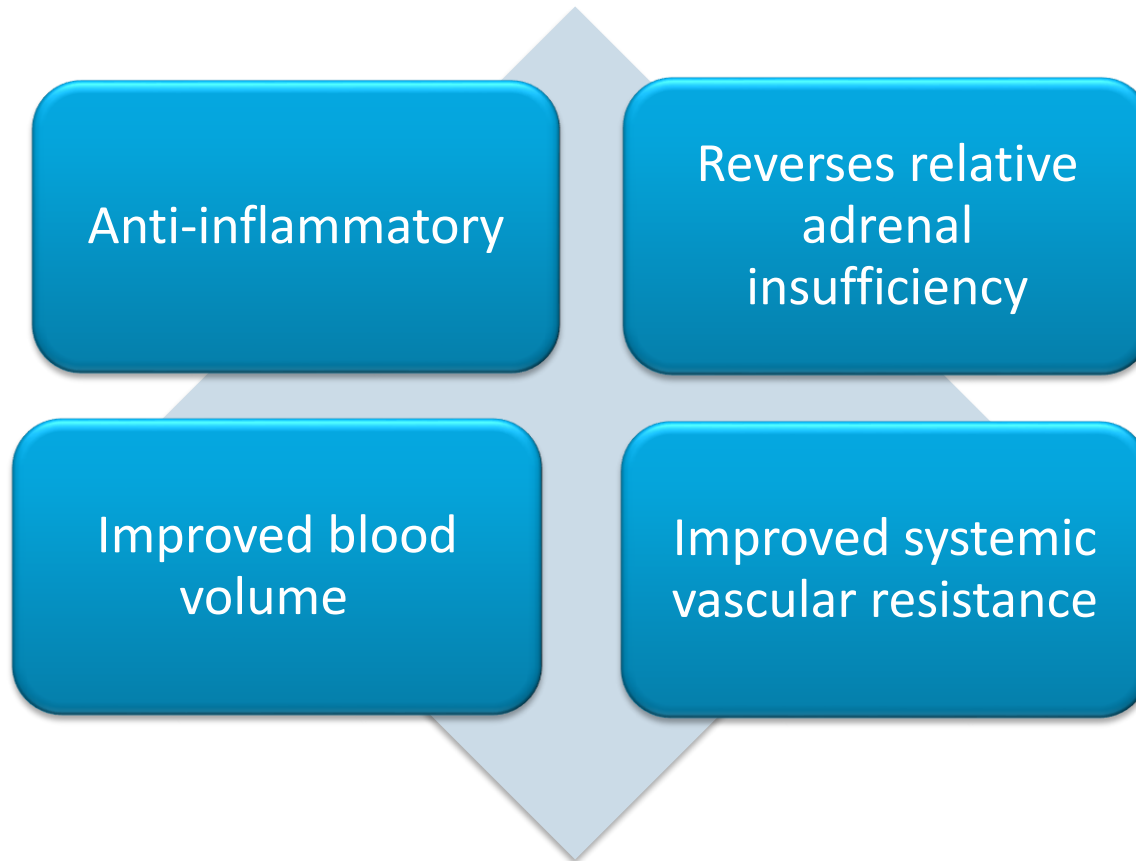 Anti-inflammatory
Reverses relative
adrenal
insufficiency
Improved blood
volume
Improved systemic
vascular resistance